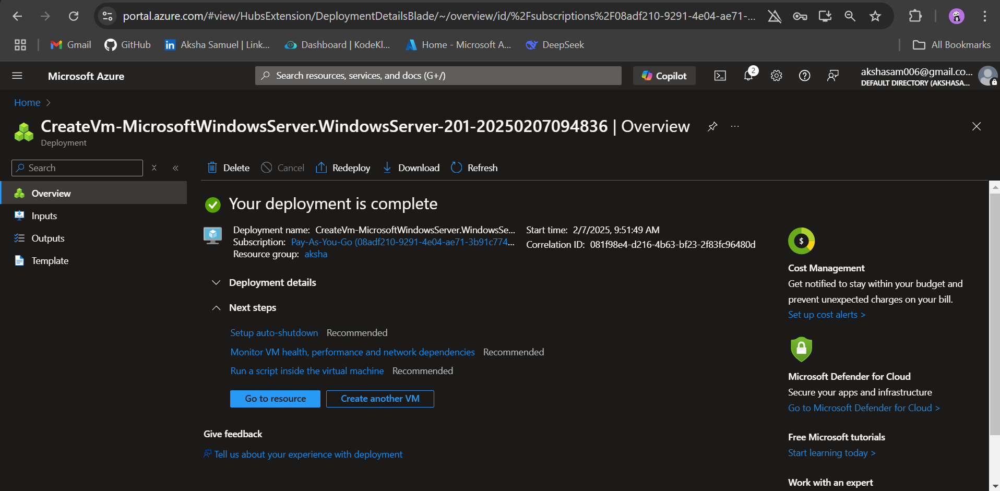 portal.azure.com/#view/HubsExtension/DeploymentDetailsBlade/~/overview/id/%2Fsubscriptions%2F08adf210-9291-4e04-ae71-...
Gmail
GitHub
Aksha Samuel | Link...
Dashboard | KodeKl...
Home - Microsoft A...
DeepSeek
All Bookmarks
Microsoft Azure
Search resources, services, and docs (G+/)
Copilot
2
akshasam006@gmail.co...
DEFAULT DIRECTORY (AKSHASA...
Home >
CreateVm-MicrosoftWindowsServer.WindowsServer-201-20250207094836 | Overview
Deployment
Search
Delete
Cancel
Redeploy
Download
Refresh
Overview
Inputs
Outputs
Template
Your deployment is complete
Deployment name: CreateVm-MicrosoftWindowsServer.WindowsSe...
Subscription: Pay-As-You-Go (08adf210-9291-4e04-ae71-3b91c774...
Resource group: aksha
Start time: 2/7/2025, 9:51:49 AM
Correlation ID: 081f98e4-d216-4b63-bf23-2f83fc96480d
Deployment details
Next steps
Setup auto-shutdown Recommended
Monitor VM health, performance and network dependencies Recommended
Run a script inside the virtual machine Recommended
Go to resource
Create another VM
Give feedback
Tell us about your experience with deployment
$
Cost Management
Get notified to stay within your budget and
prevent unexpected charges on your bill.
Set up cost alerts >
Microsoft Defender for Cloud
Secure your apps and infrastructure
Go to Microsoft Defender for Cloud >
Free Microsoft tutorials
Start learning today >
Work with an expert